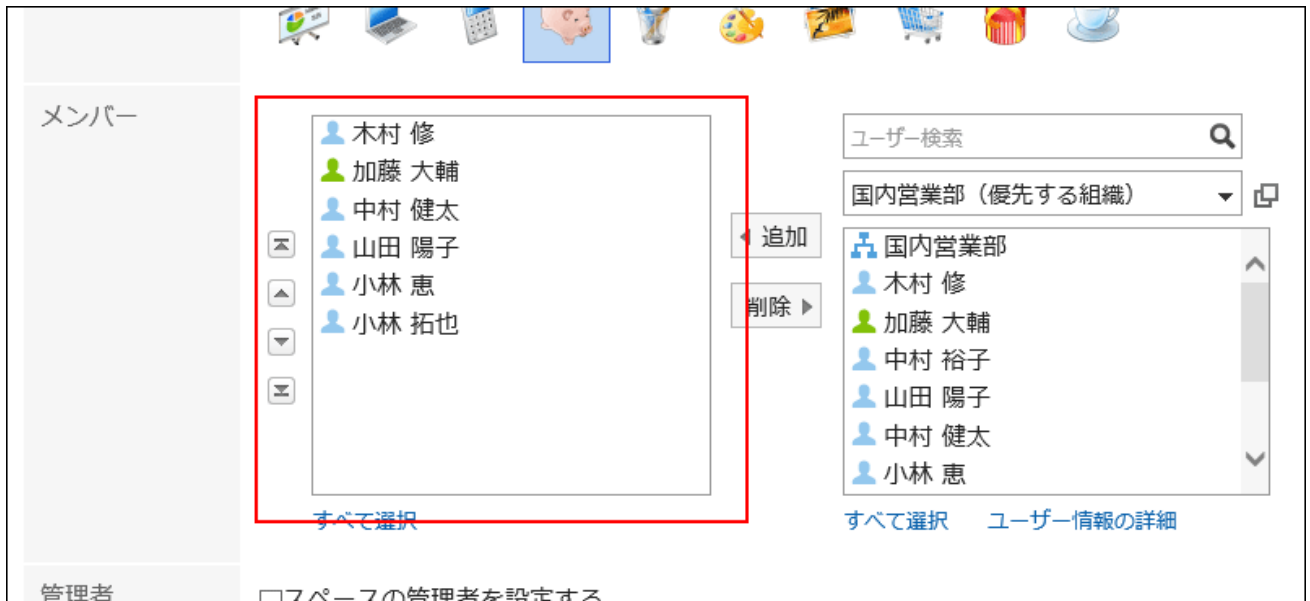 メンバー
木村 修
加藤 大輔
中村 健太
山田 陽子
小林 恵
小林 拓也
すべて選択
追加
削除
ユーザー検索
国内営業部（優先する組織）
国内営業部
木村 修
加藤 大輔
中村 裕子
山田 陽子
中村 健太
小林 恵
すべて選択 ユーザー情報の詳細
管理者
スペースの管理者を設定する